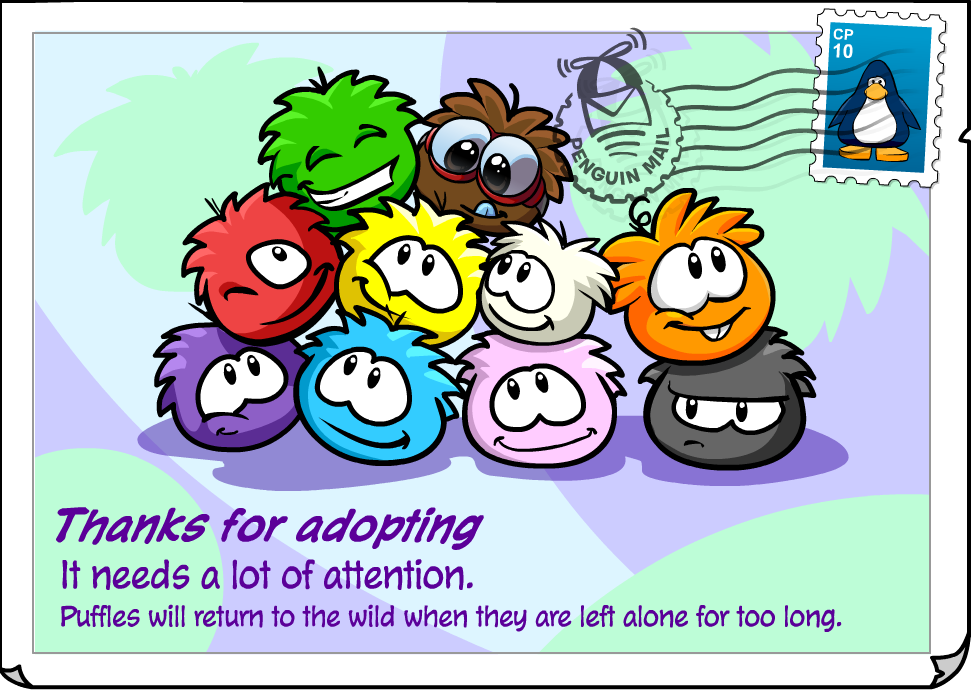 CP
10
PENGUIN MAIL
Thanks for adopting
It needs a lot of attention.
Puffles will return to the wild when they are left alone for too long.